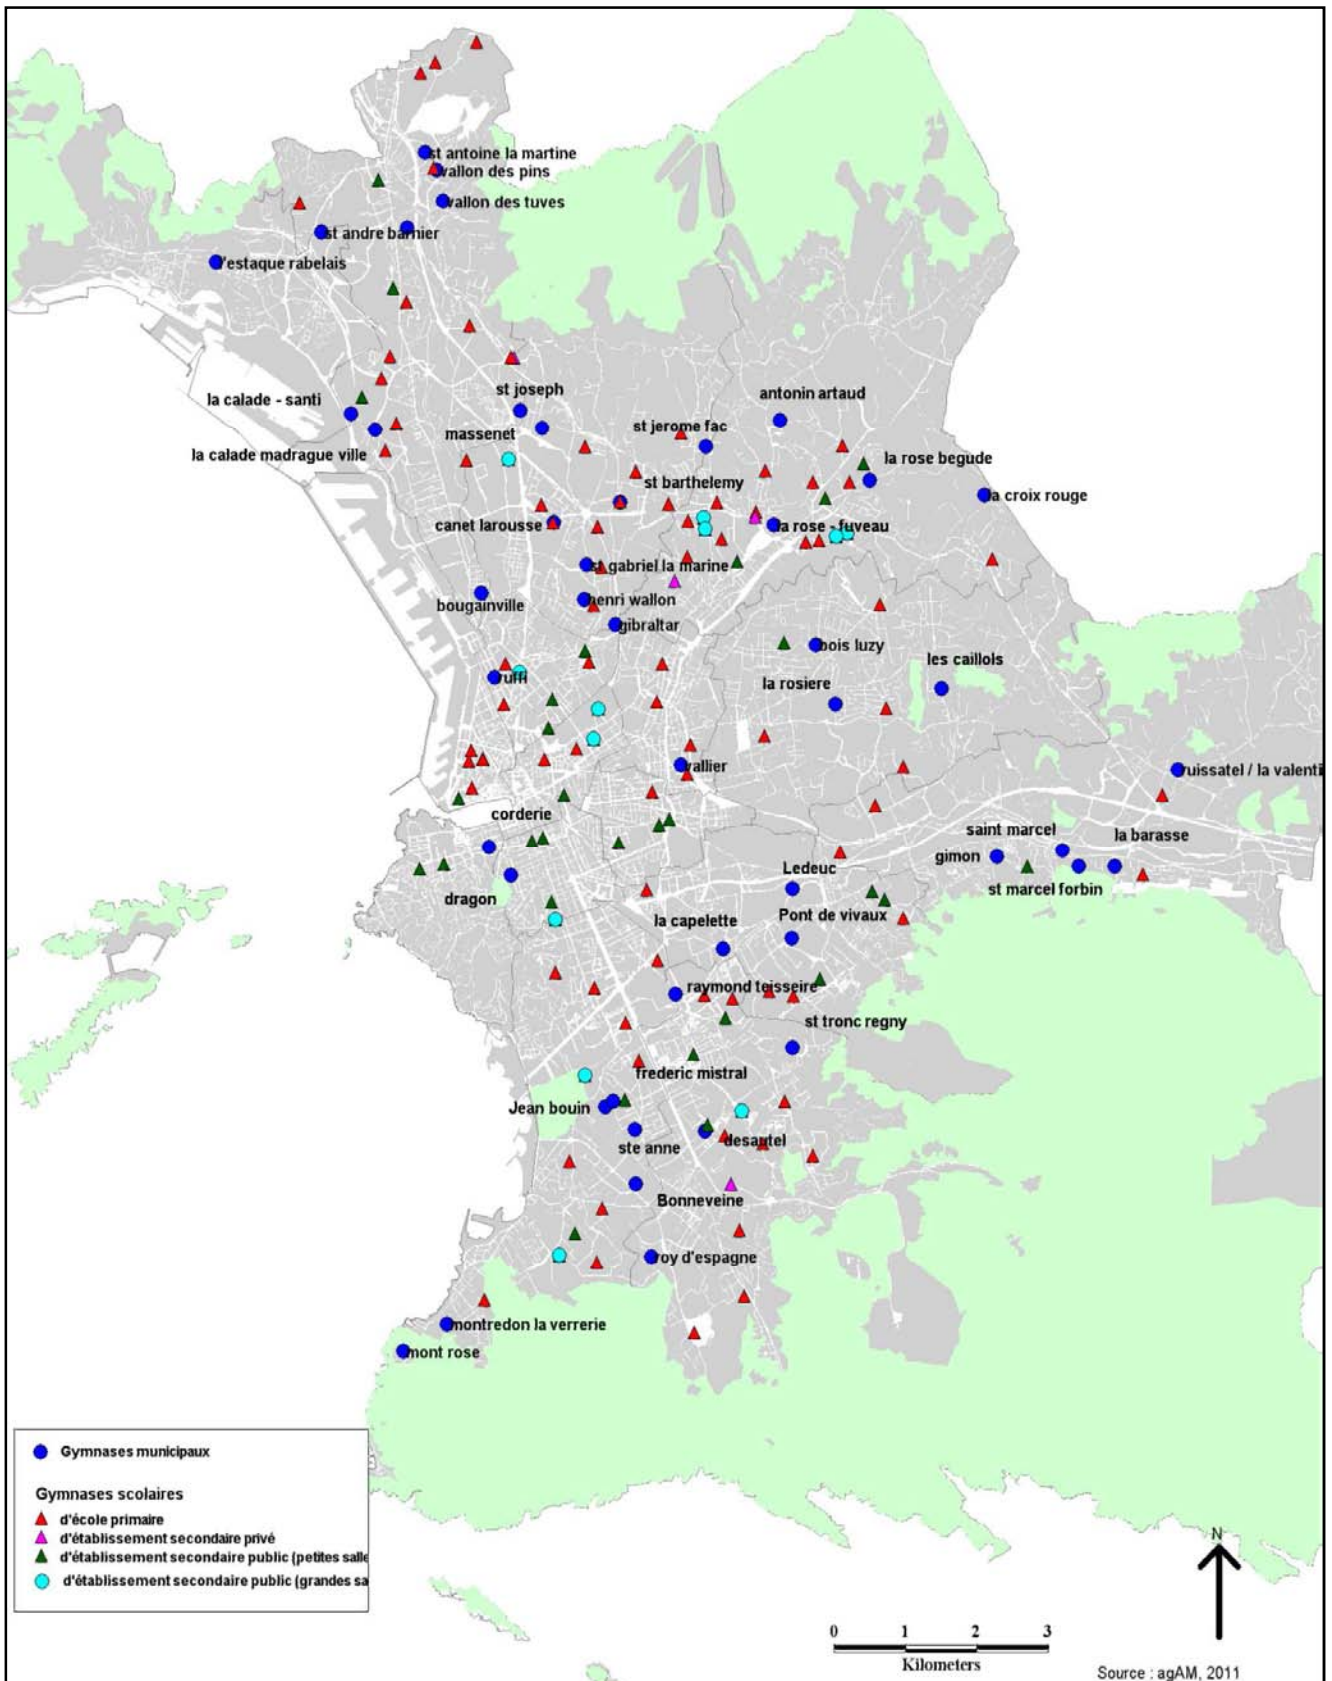 st antoine la martine
vallon des pins
vallon des tuves
st andre barnier
l'estaque rabelais
la calade - santi
st joseph
antonin artaud
massenet
st jerome fac
la calade madrague ville
la rose begude
st barthelemy
la croix rouge
canet larousse
la rose - fuveau
st gabriel la marine
bougainville
henri wallon
gibraltar
bois luzy
les caillols
ruffi
la rosiere
vallier
ruissatel / la valenti
corderie
saint marcel
la barasse
gimon
Ledeuc
st marcel forbin
dragon
la capelette
Pont de vivaux
raymond teisseire
st tronc regny
frederic mistral
Jean bouin
ste anne
desautel
Bonneveine
roy d'espagne
montredon la verrerie
mont rose
Gymnases municipaux
Gymnases scolaires
d'école primaire
d'établissement secondaire privé
d'établissement secondaire public (petites salle
d'établissement secondaire public (grandes sa
N
0 1 2 3
Kilometers
Source : agAM, 2011